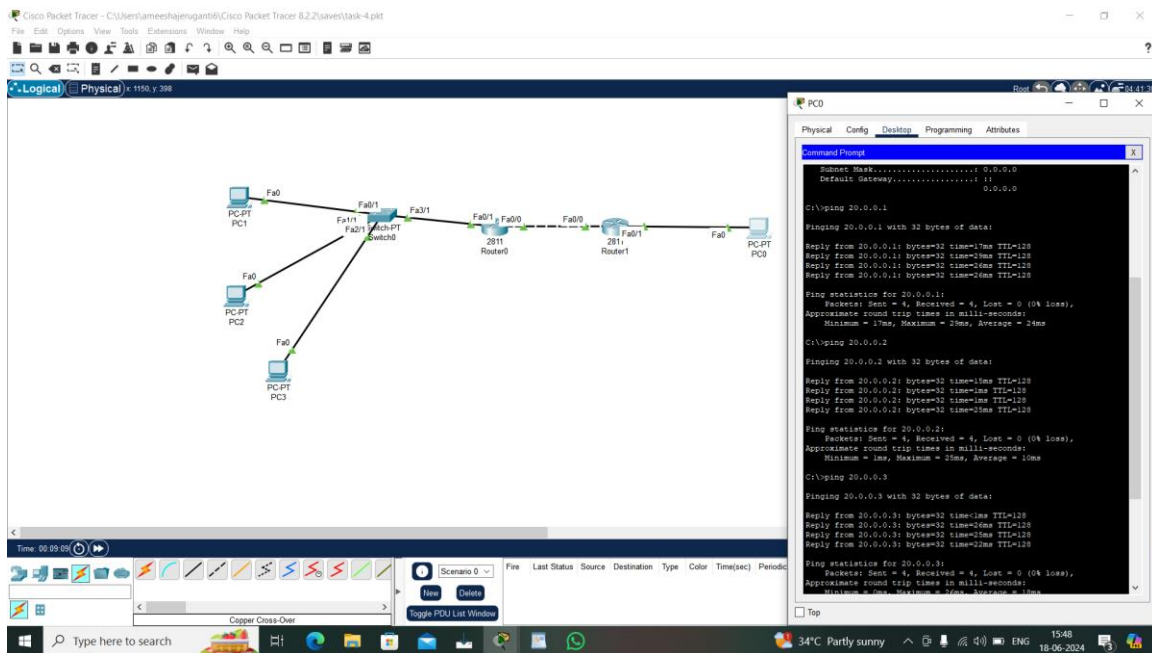 Cisco Packet Tracer - C:\Users\ameeshajeruganti6\Cisco Packet Tracer 8.2.2\saves\task-4.pkt
File Edit Options View Tools Extensions Window Help
?
Logical Physical x: 1150, y: 398
Root
PC0
Physical Config Desktop Programming Attributes
Command Prompt X
Subnet Mask.....................: 0.0.0.0
Default Gateway.................: ::
0.0.0.0
C:\>ping 20.0.0.1
Pinging 20.0.0.1 with 32 bytes of data:
Reply from 20.0.0.1: bytes=32 time=17ms TTL=128
Reply from 20.0.0.1: bytes=32 time=29ms TTL=128
Reply from 20.0.0.1: bytes=32 time=26ms TTL=128
Reply from 20.0.0.1: bytes=32 time=26ms TTL=128
Ping statistics for 20.0.0.1:
Packets: Sent = 4, Received = 4, Lost = 0 (0% loss),
Approximate round trip times in milli-seconds:
Minimum = 17ms, Maximum = 29ms, Average = 24ms
C:\>ping 20.0.0.2
Pinging 20.0.0.2 with 32 bytes of data:
Reply from 20.0.0.2: bytes=32 time=15ms TTL=128
Reply from 20.0.0.2: bytes=32 time=1ms TTL=128
Reply from 20.0.0.2: bytes=32 time=1ms TTL=128
Reply from 20.0.0.2: bytes=32 time=25ms TTL=128
Ping statistics for 20.0.0.2:
Packets: Sent = 4, Received = 4, Lost = 0 (0% loss),
Approximate round trip times in milli-seconds:
Minimum = 1ms, Maximum = 25ms, Average = 10ms
C:\>ping 20.0.0.3
Pinging 20.0.0.3 with 32 bytes of data:
Reply from 20.0.0.3: bytes=32 time<1ms TTL=128
Reply from 20.0.0.3: bytes=32 time=26ms TTL=128
Reply from 20.0.0.3: bytes=32 time=25ms TTL=128
Reply from 20.0.0.3: bytes=32 time=22ms TTL=128
Ping statistics for 20.0.0.3:
Packets: Sent = 4, Received = 4, Lost = 0 (0% loss),
Approximate round trip times in milli-seconds:
Minimum = 0ms, Maximum = 26ms, Average = 18ms
Top
Fa0
PC-PT
PC1
Fa0/1
Fa1/1
Fa2/1
Switch0
Fa3/1
Fa0/1 Fa0/0
2811
Router0
Fa0/0
Fa0/1
Router1
Fa0
PC-PT
PC0
Fa0
PC-PT
PC2
Fa0
PC-PT
PC3
Time: 00:09:09
Scenario 0
New Delete
Toggle PDU List Window
Fire Last Status Source Destination Type Color Time(sec) Periodic
Copper Cross-Over
Type here to search
34°C Partly sunny
ENG
15:48
18-06-2024
3